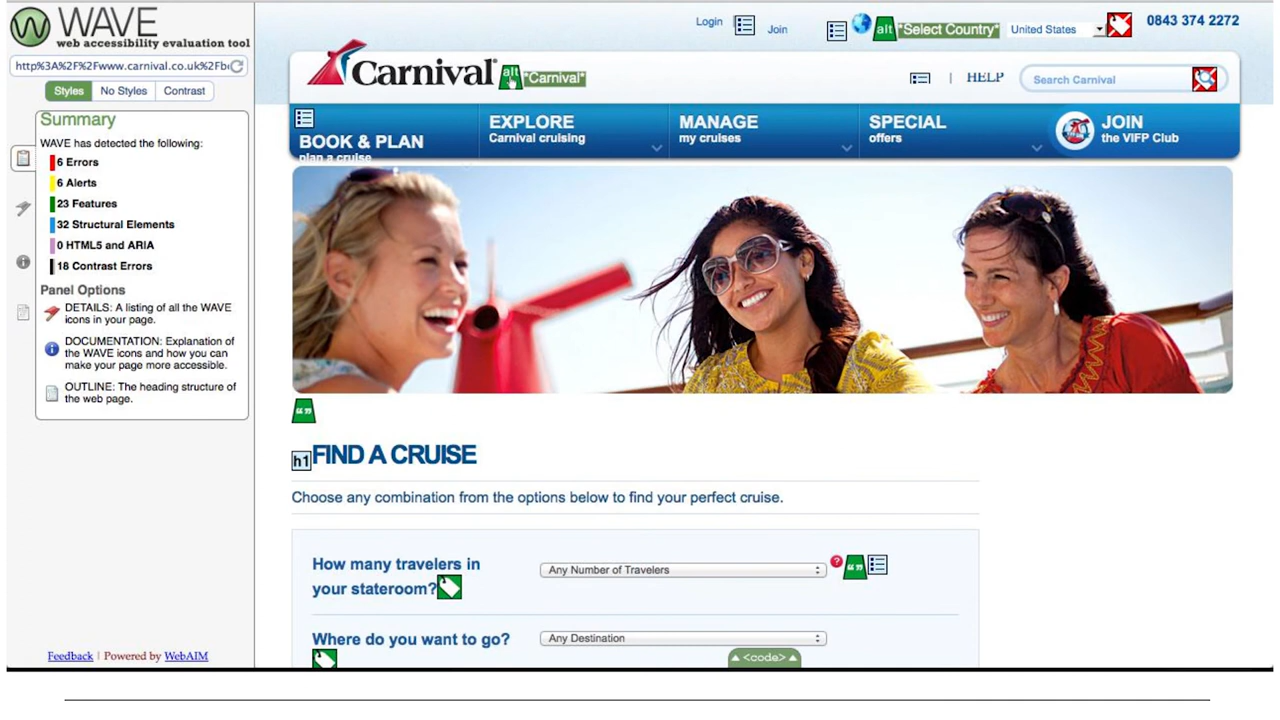 WAVE
web accessibility evaluation tool
http%3A%2F%2Fwww.carnival.co.uk%2Fb
Styles No Styles Contrast
Summary
WAVE has detected the following:
6 Errors
6 Alerts
23 Features
32 Structural Elements
0 HTML5 and ARIA
18 Contrast Errors
Panel Options
DETAILS: A listing of all the WAVE
icons in your page.
DOCUMENTATION: Explanation of
the WAVE icons and how you can
make your page more accessible.
OUTLINE: The heading structure of
the web page.
Feedback | Powered by WebAIM
Login Join alt *Select Country* United States 0843 374 2272
Carnival alt *Carnival* | HELP Search Carnival
BOOK & PLAN
plan a cruise
EXPLORE
Carnival cruising
MANAGE
my cruises
SPECIAL
offers
JOIN
the VIFP Club
h1 FIND A CRUISE
Choose any combination from the options below to find your perfect cruise.
How many travelers in
your stateroom?
Any Number of Travelers ?
Where do you want to go? Any Destination
<code>